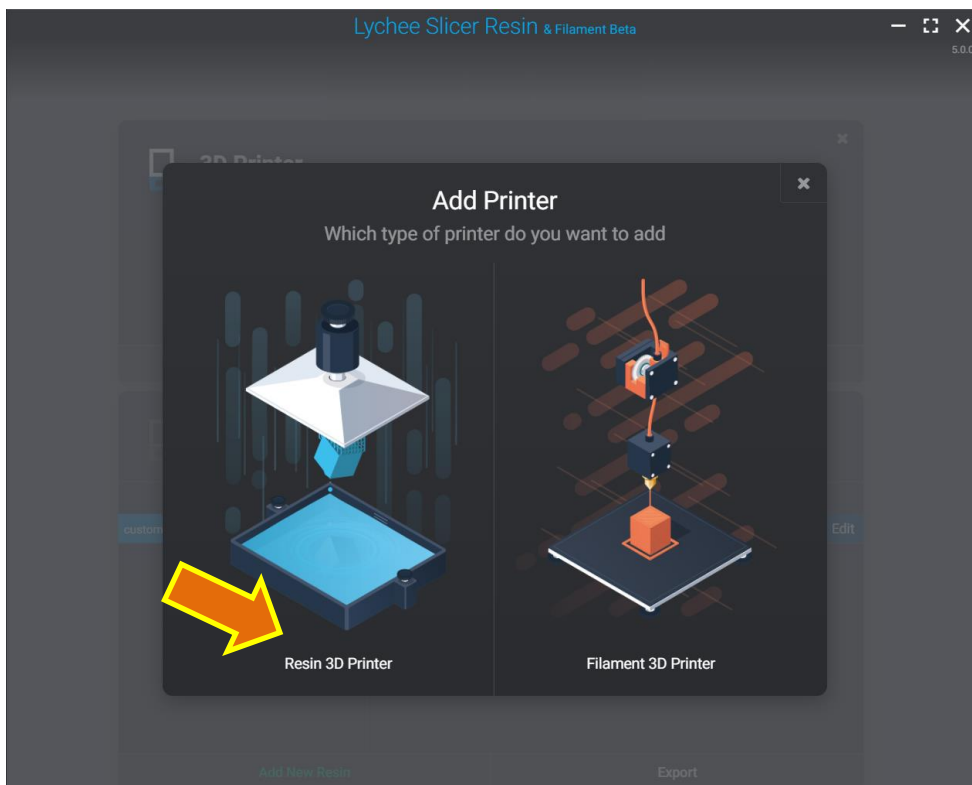 Lychee Slicer Resin & Filament Beta
5.0.0
3D Printer
Add Printer
Which type of printer do you want to add
custom
Edit
Resin 3D Printer
Filament 3D Printer
Add New Resin
Export